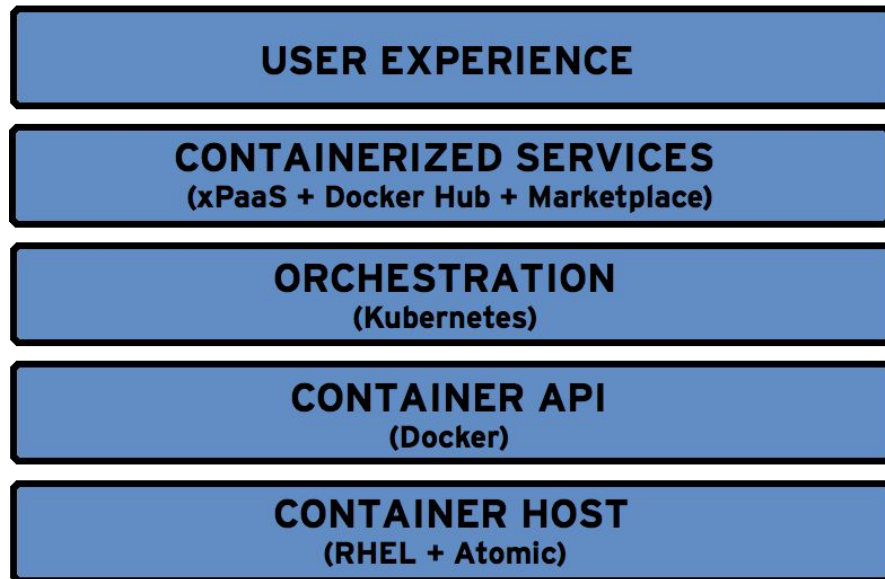 USER EXPERIENCE
CONTAINERIZED SERVICES
(xPaaS + Docker Hub + Marketplace)
ORCHESTRATION
(Kubernetes)
CONTAINER API
(Docker)
CONTAINER HOST
(RHEL + Atomic)